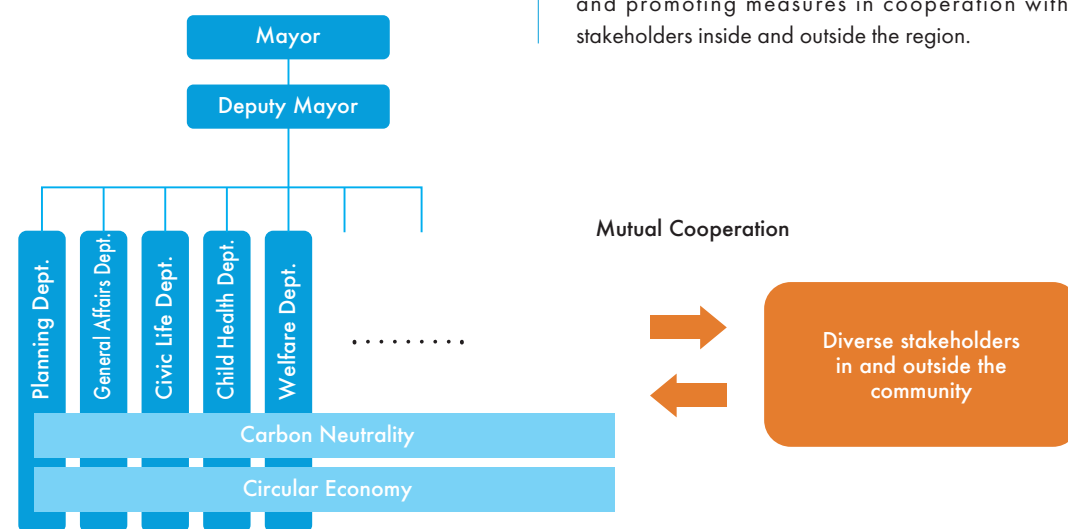 and promoting measures in cooperation with
stakeholders inside and outside the region.
Mayor
Deputy Mayor
Planning Dept.
General Affairs Dept.
Civic Life Dept.
Child Health Dept.
Welfare Dept.
.........
Carbon Neutrality
Circular Economy
Mutual Cooperation
Diverse stakeholders
in and outside the
community